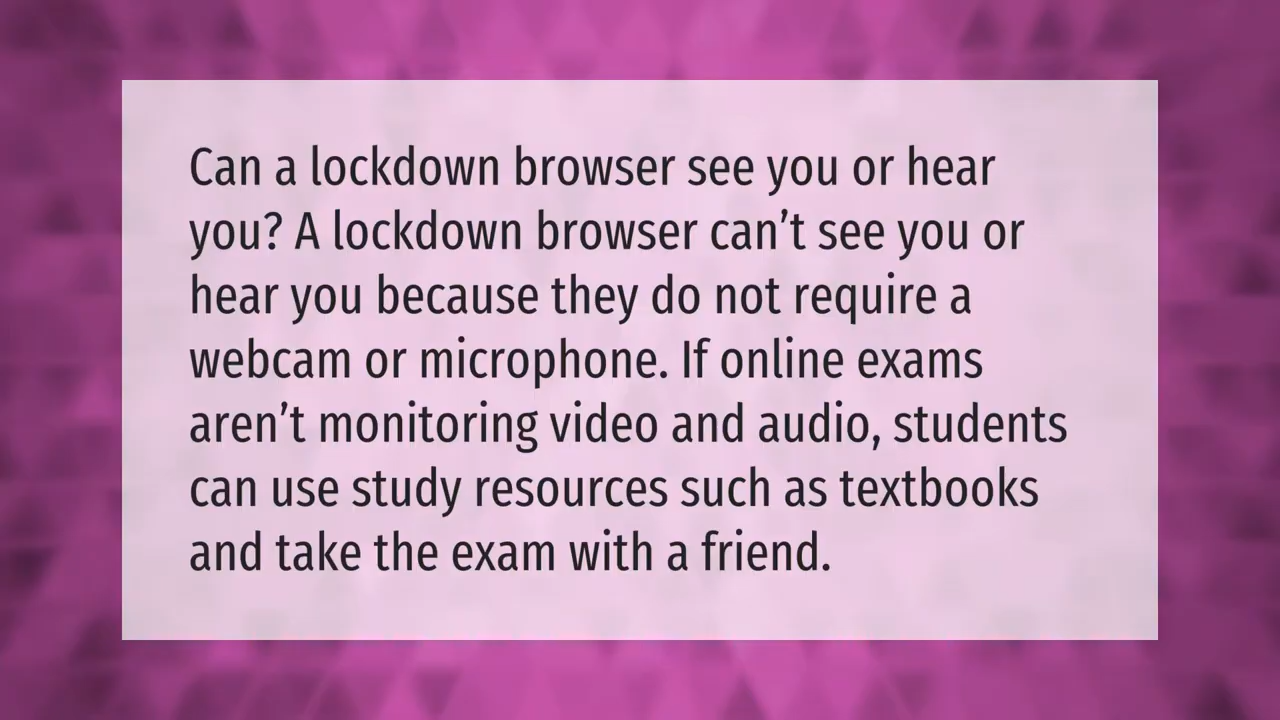 Can a lockdown browser see you or hear
you? A lockdown browser can’t see you or
hear you because they do not require a
webcam or microphone. If online exams
aren’t monitoring video and audio, students
can use study resources such as textbooks
and take the exam with a friend.